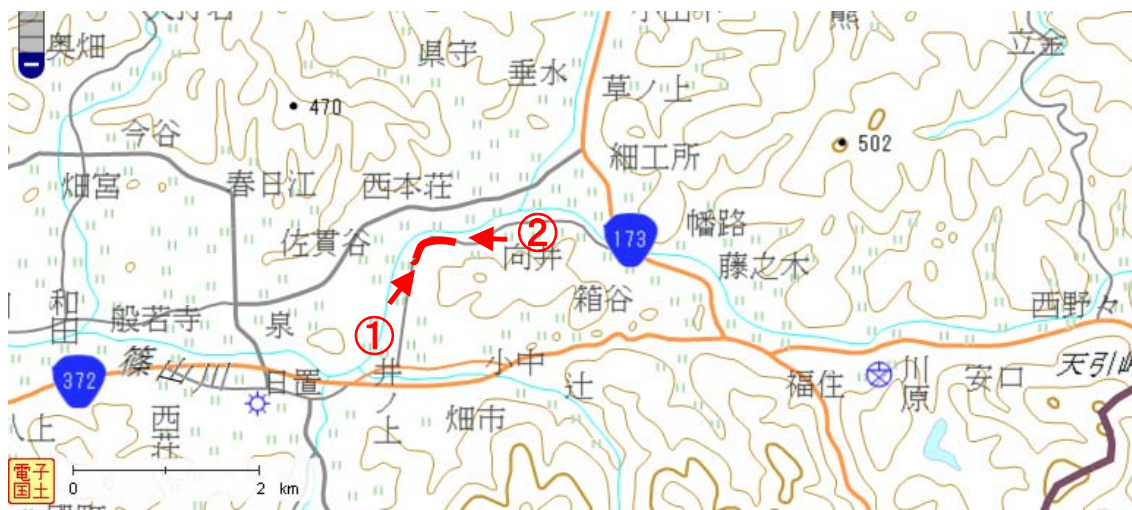 奥畑
県守
垂水
立金
470
草ノ上
502
今谷
細工所
畑宮
春日江
西本荘
幡路
佐貫谷
②
173
向井
藤之木
箱谷
西野々
和田
般若寺
泉
①
篠山川
小中
372
日置
井ノ上
辻
福住
川原
安口
畑市
西荘
電子国土
0 2 km